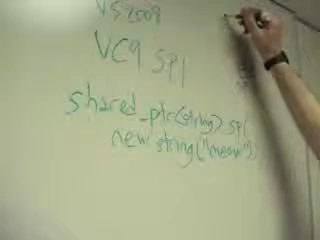 VS2008
VC9 SP1
shared_ptr<string> sp(
new string("meow")